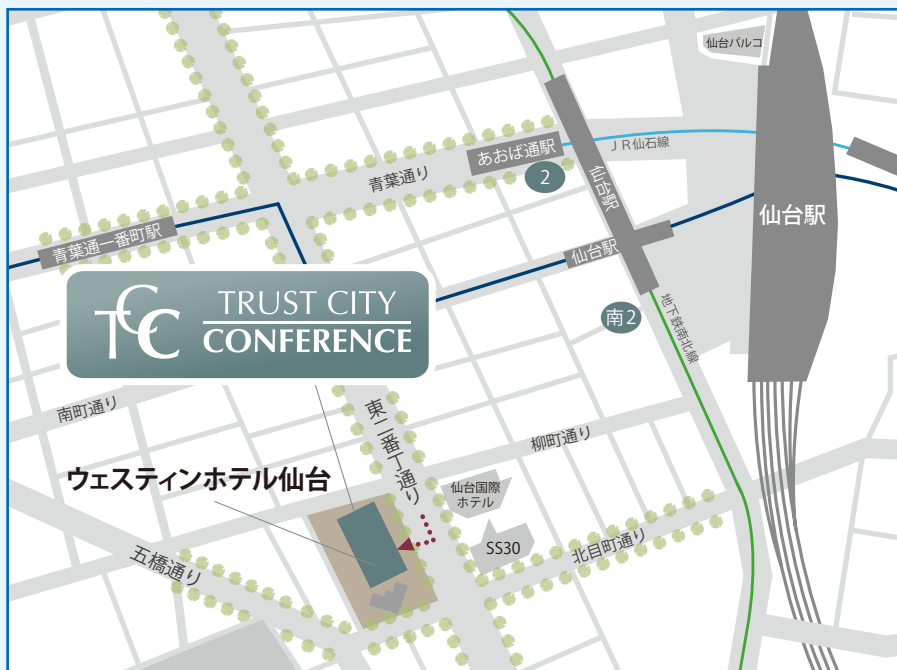 仙台パルコ
JR仙石線
あおば通駅
2
青葉通り
仙台駅
仙台駅
仙台駅
青葉通一番町駅
TCC
TRUST CITY
CONFERENCE
南2
地下鉄南北線
南町通り
東二番丁通り
柳町通り
ウェスティンホテル仙台
仙台国際
ホテル
SS30
北目町通り
五橋通り